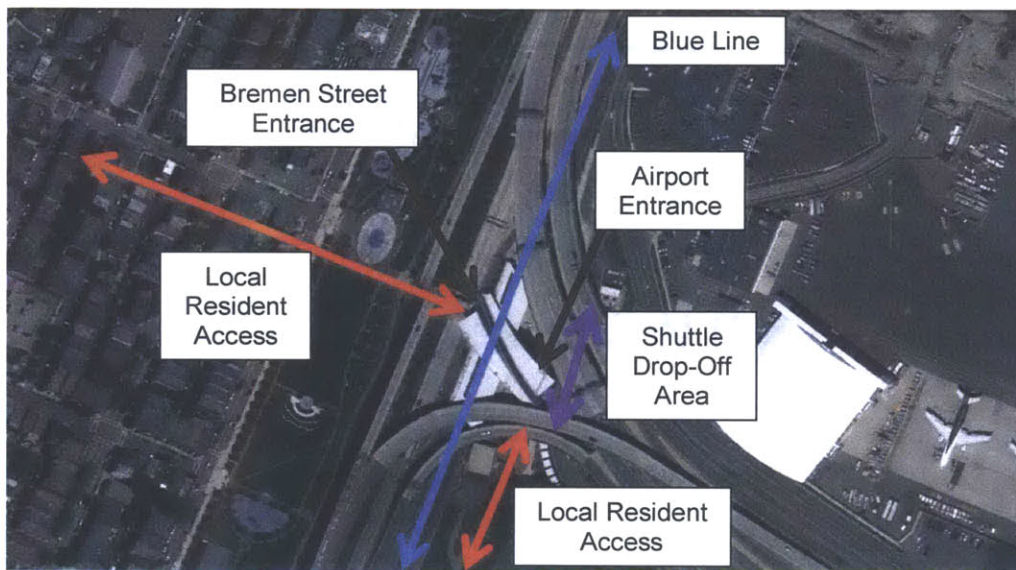 Blue Line
Bremen Street
Entrance
Airport
Entrance
Local
Resident
Access
Shuttle
Drop-Off
Area
Local Resident
Access